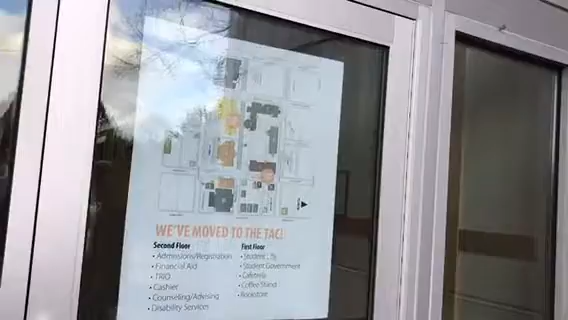 WE'VE MOVED TO THE TAC!
Second Floor
• Admissions/Registration
• Financial Aid
• TRiO
• Cashier
• Counseling/Advising
• Disability Services
First Floor
• Student
• Student Government
• Cafeteria
• Coffee Stand
• Bookstore